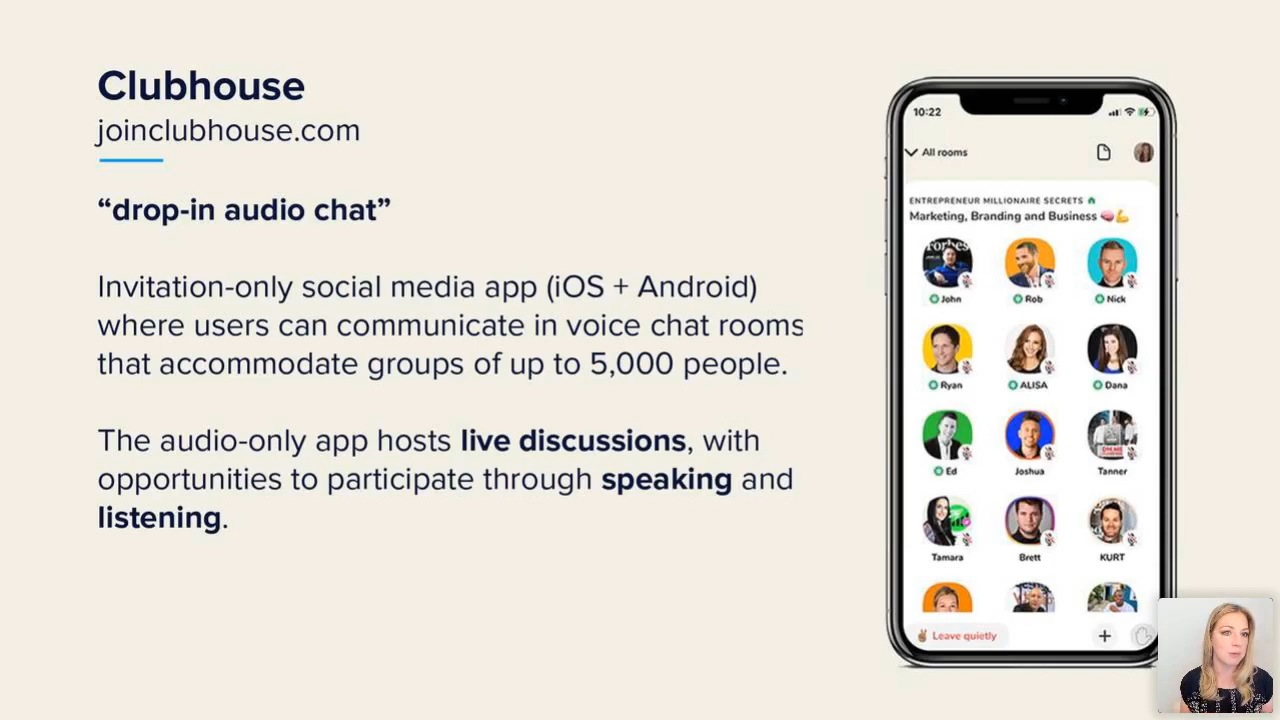 Clubhouse
joinclubhouse.com
“drop-in audio chat”
Invitation-only social media app (iOS + Android)
where users can communicate in voice chat rooms
that accommodate groups of up to 5,000 people.
The audio-only app hosts live discussions, with
opportunities to participate through speaking and
listening.
10:22
All rooms
ENTREPRENEUR MILLIONAIRE SECRETS
Marketing, Branding and Business 🧠💪
Forbes
John Rob Nick
Ryan ALISA Dana
Ed Joshua Tanner
Tamara Brett KURT
✌🏽 Leave quietly +